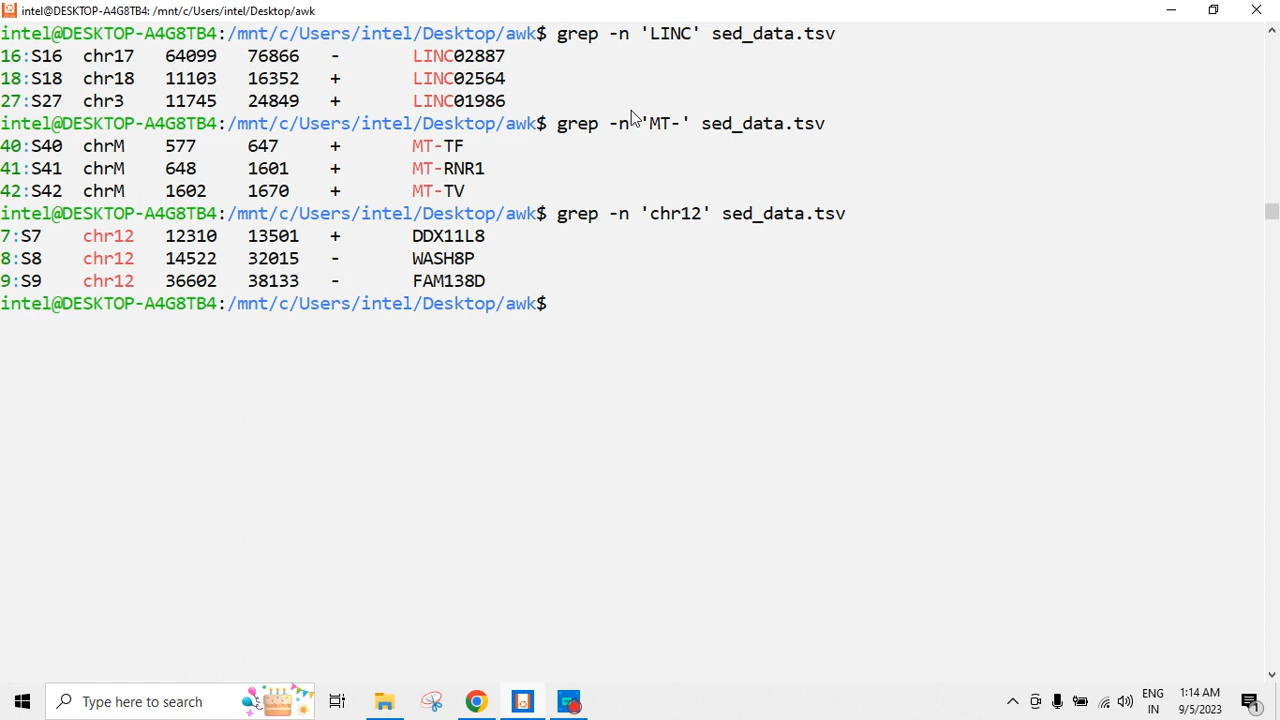 intel@DESKTOP-A4G8TB4: /mnt/c/Users/intel/Desktop/awk
intel@DESKTOP-A4G8TB4:/mnt/c/Users/intel/Desktop/awk$ grep -n 'LINC' sed_data.tsv
16:S16 chr17 64099 76866 - LINC02887
18:S18 chr18 11103 16352 + LINC02564
27:S27 chr3 11745 24849 + LINC01986
intel@DESKTOP-A4G8TB4:/mnt/c/Users/intel/Desktop/awk$ grep -n 'MT-' sed_data.tsv
40:S40 chrM 577 647 + MT-TF
41:S41 chrM 648 1601 + MT-RNR1
42:S42 chrM 1602 1670 + MT-TV
intel@DESKTOP-A4G8TB4:/mnt/c/Users/intel/Desktop/awk$ grep -n 'chr12' sed_data.tsv
7:S7 chr12 12310 13501 + DDX11L8
8:S8 chr12 14522 32015 - WASH8P
9:S9 chr12 36602 38133 - FAM138D
intel@DESKTOP-A4G8TB4:/mnt/c/Users/intel/Desktop/awk$
Type here to search
ENG
IN
1:14 AM
9/5/2023
1